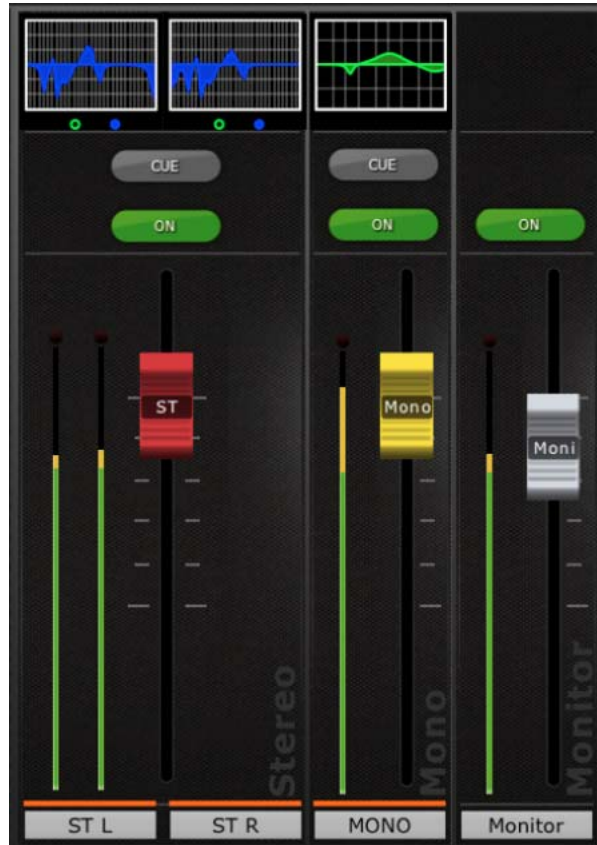 CUE
CUE
ON
ON
ON
ST
Mono
Moni
Stereo
Mono
Monitor
ST L
ST R
MONO
Monitor